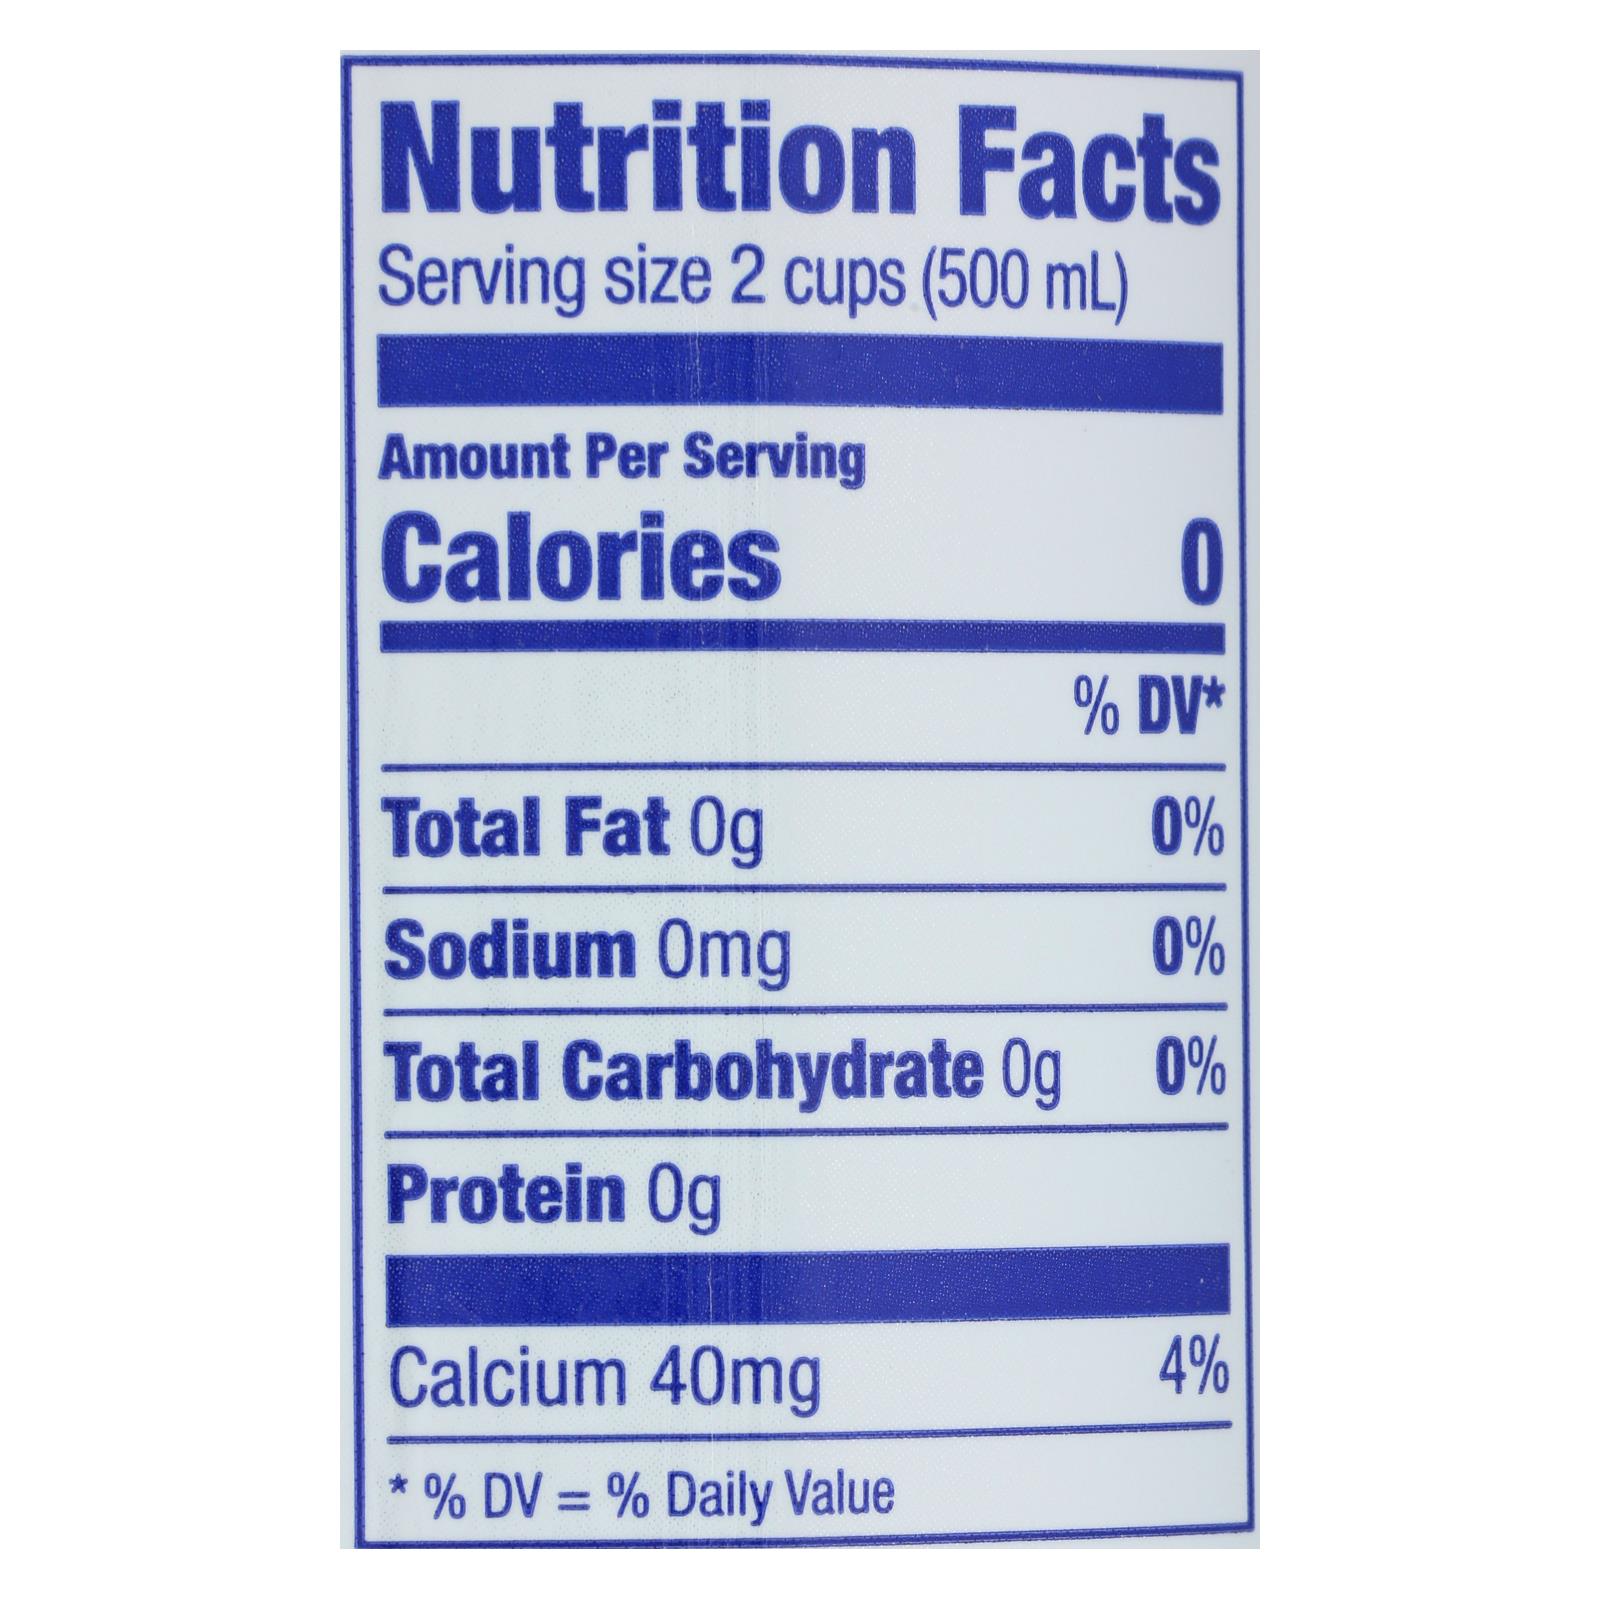 Nutrition Facts
Serving size 2 cups (500 mL)
Amount Per Serving
Calories 0
% DV*
Total Fat 0g 0%
Sodium 0mg 0%
Total Carbohydrate 0g 0%
Protein 0g
Calcium 40mg 4%
* % DV = % Daily Value